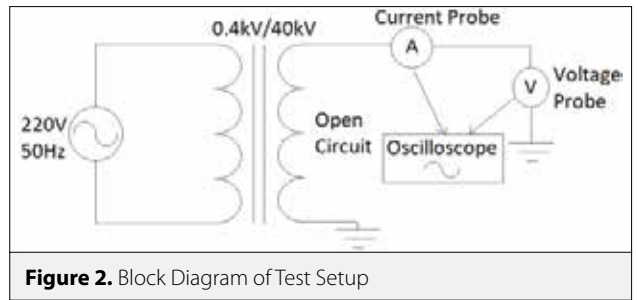 0.4kV/40kV
Current Probe
A
V
Voltage
Probe
220V
50Hz
Open
Circuit
Oscilloscope
Figure 2. Block Diagram of Test Setup